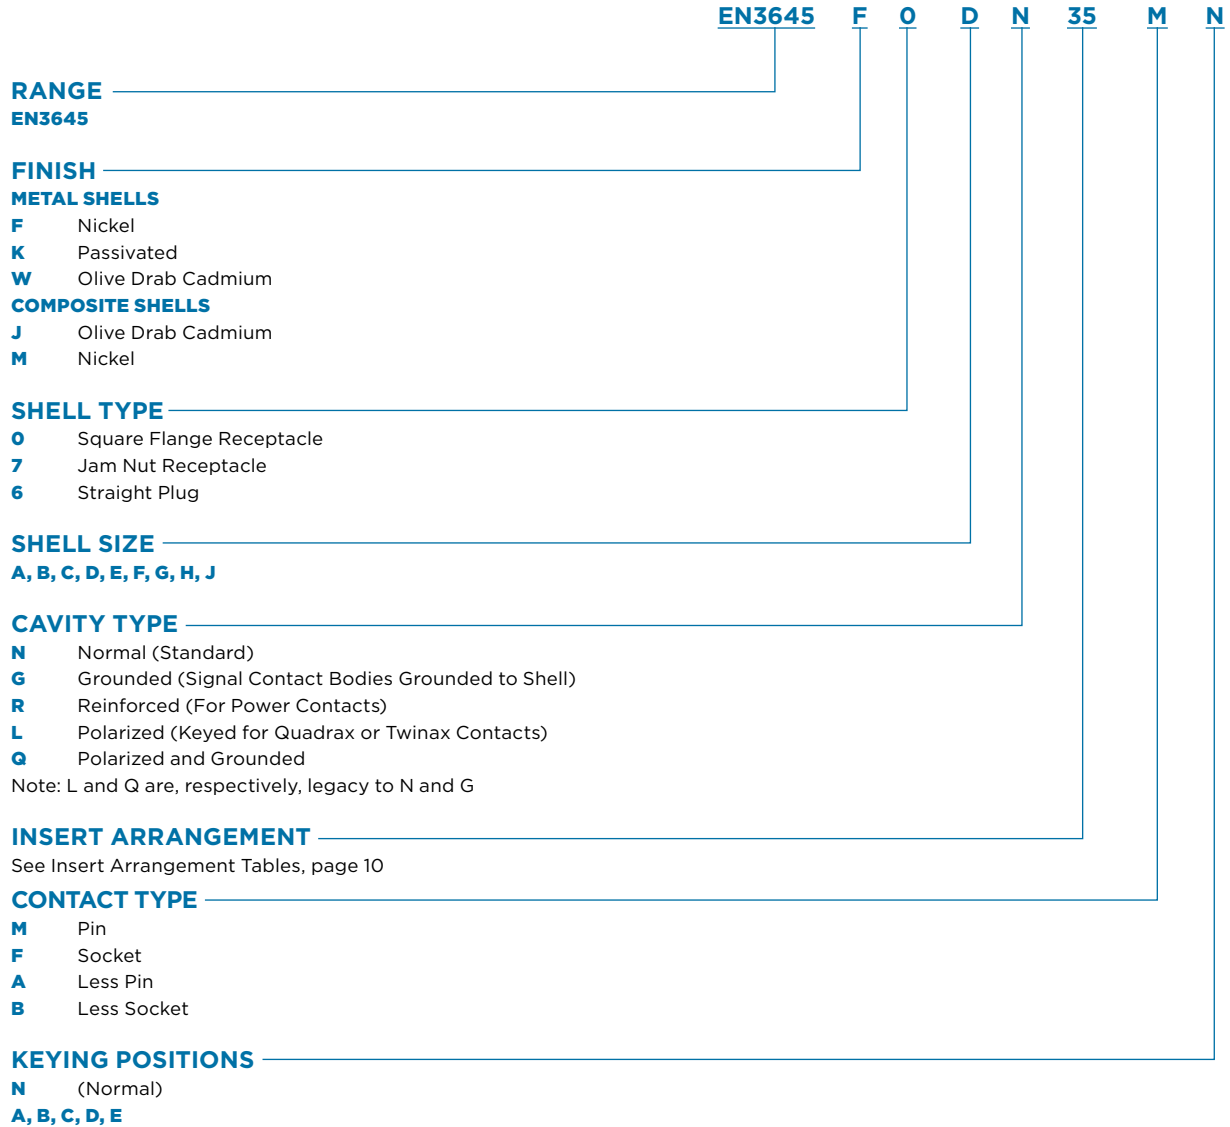 EN3645 F 0 D N 35 M N
RANGE
EN3645
FINISH
METAL SHELLS
F Nickel
K Passivated
W Olive Drab Cadmium
COMPOSITE SHELLS
J Olive Drab Cadmium
M Nickel
SHELL TYPE
0 Square Flange Receptacle
7 Jam Nut Receptacle
6 Straight Plug
SHELL SIZE
A, B, C, D, E, F, G, H, J
CAVITY TYPE
N Normal (Standard)
G Grounded (Signal Contact Bodies Grounded to Shell)
R Reinforced (For Power Contacts)
L Polarized (Keyed for Quadrax or Twinax Contacts)
Q Polarized and Grounded
Note: L and Q are, respectively, legacy to N and G
INSERT ARRANGEMENT
See Insert Arrangement Tables, page 10
CONTACT TYPE
M Pin
F Socket
A Less Pin
B Less Socket
KEYING POSITIONS
N (Normal)
A, B, C, D, E